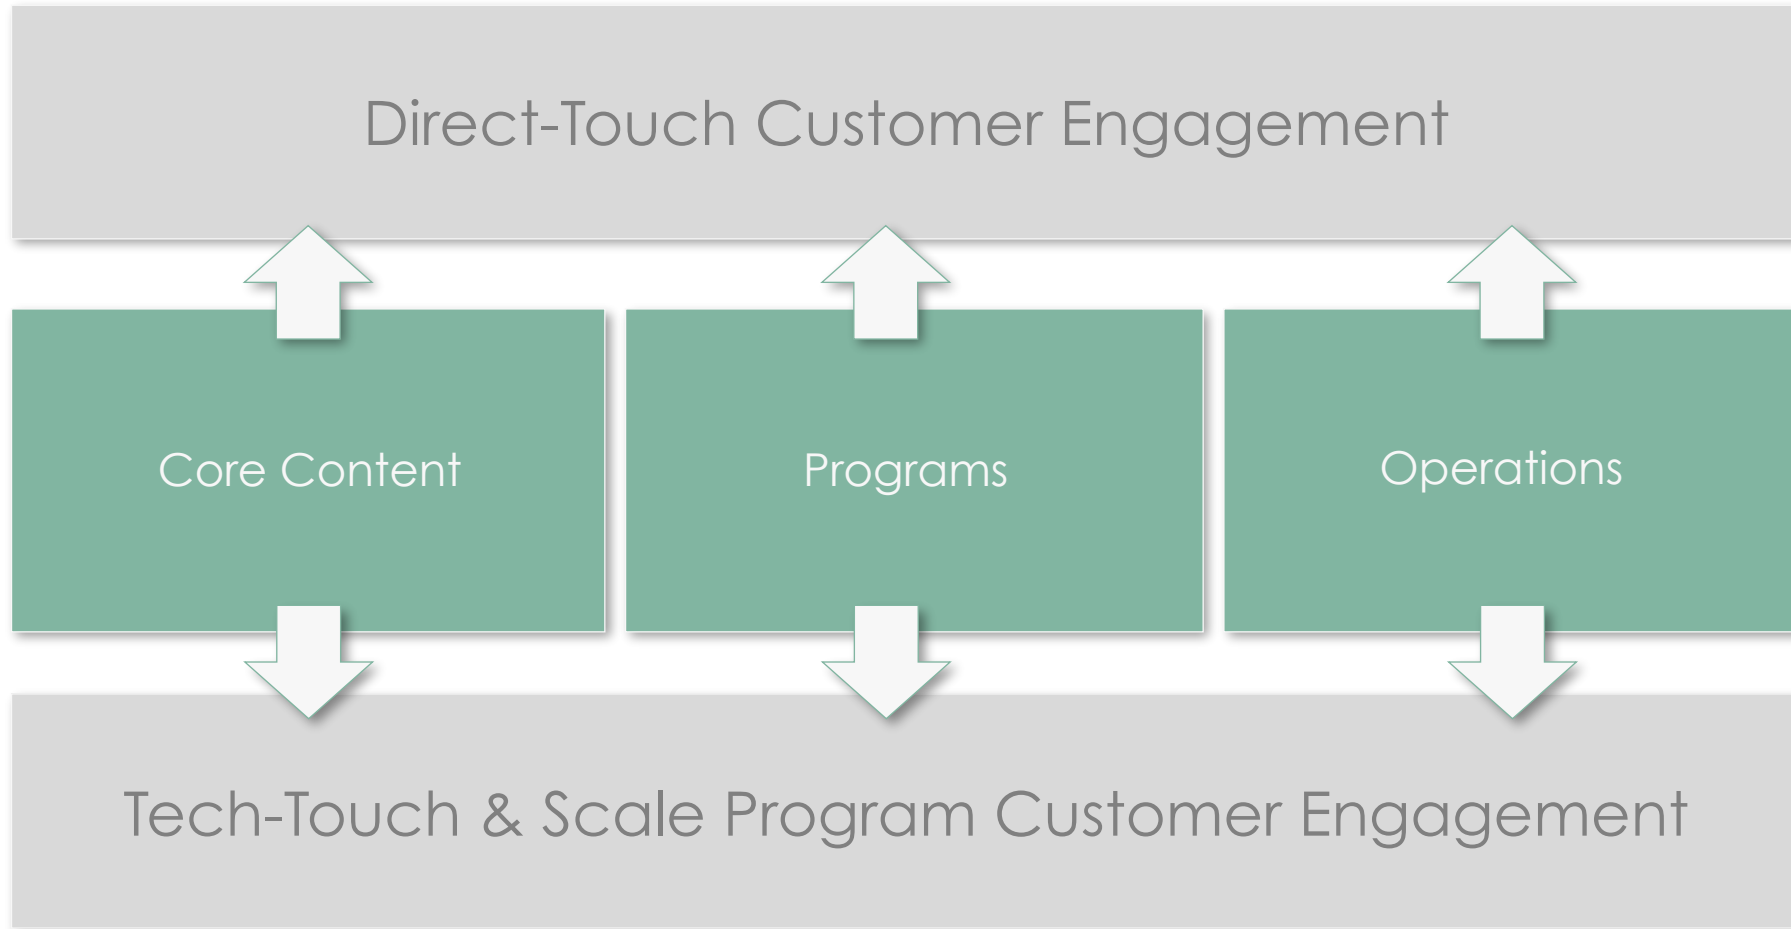 Direct-Touch Customer Engagement
Core Content
Programs
Operations
Tech-Touch & Scale Program Customer Engagement